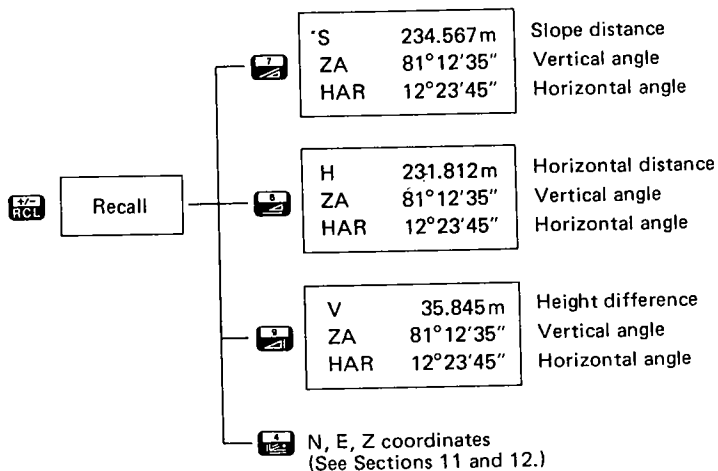 S 234.567m Slope distance
7
ZA 81°12'35" Vertical angle
HAR 12°23'45" Horizontal angle
H 231.812m Horizontal distance
+/-
RCL
Recall
8
ZA 81°12'35" Vertical angle
HAR 12°23'45" Horizontal angle
V 35.845m Height difference
9
ZA 81°12'35" Vertical angle
HAR 12°23'45" Horizontal angle
4
N, E, Z coordinates
(See Sections 11 and 12.)